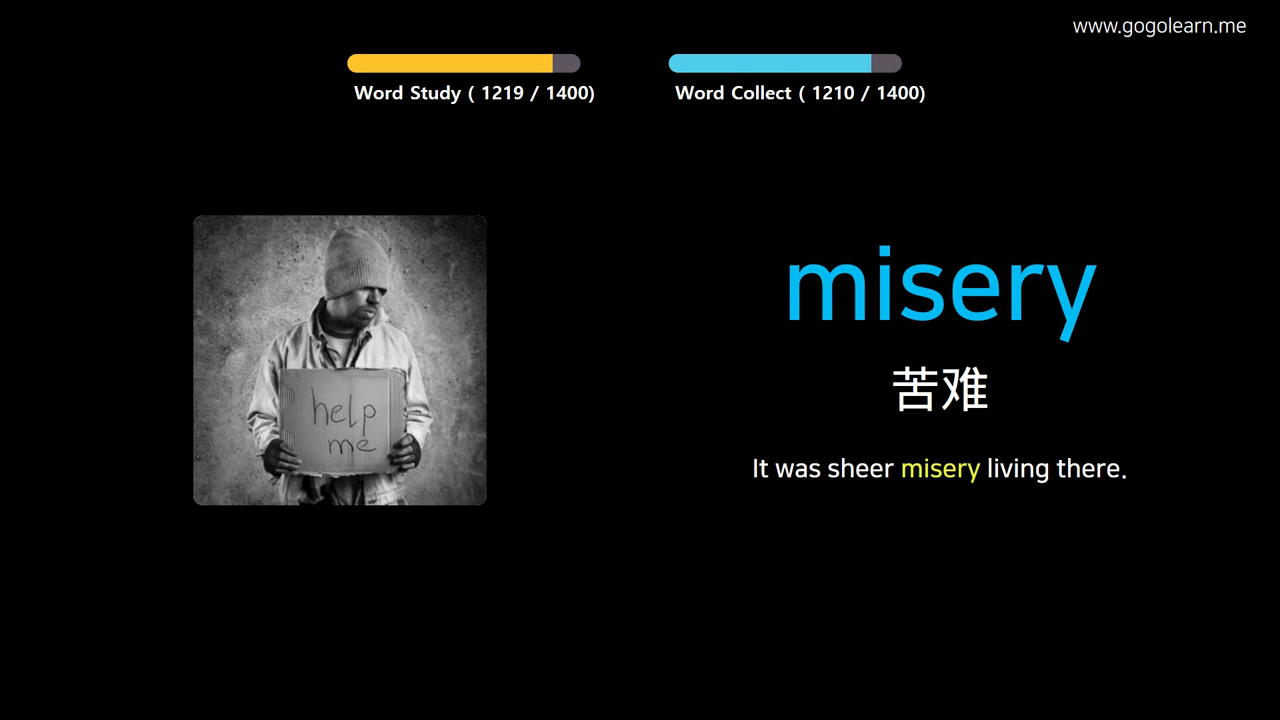 www.gogolearn.me
Word Study ( 1219 / 1400)
Word Collect ( 1210 / 1400)
help
me
misery
苦难
It was sheer misery living there.